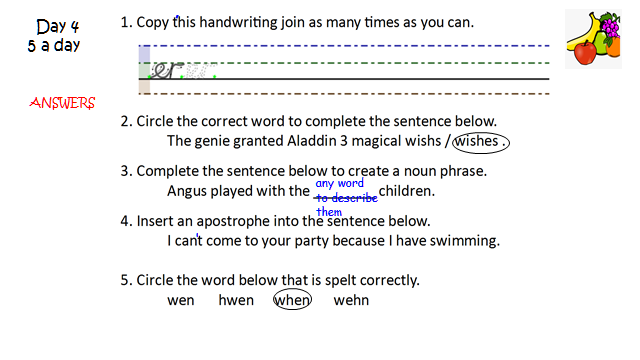 Day 4
5 a day
ANSWERS
1. Copy this handwriting join as many times as you can.
er er
2. Circle the correct word to complete the sentence below.
The genie granted Aladdin 3 magical wishs / wishes .
3. Complete the sentence below to create a noun phrase.
Angus played with the any word to describe them children.
4. Insert an apostrophe into the sentence below.
I can't come to your party because I have swimming.
5. Circle the word below that is spelt correctly.
wen hwen when wehn